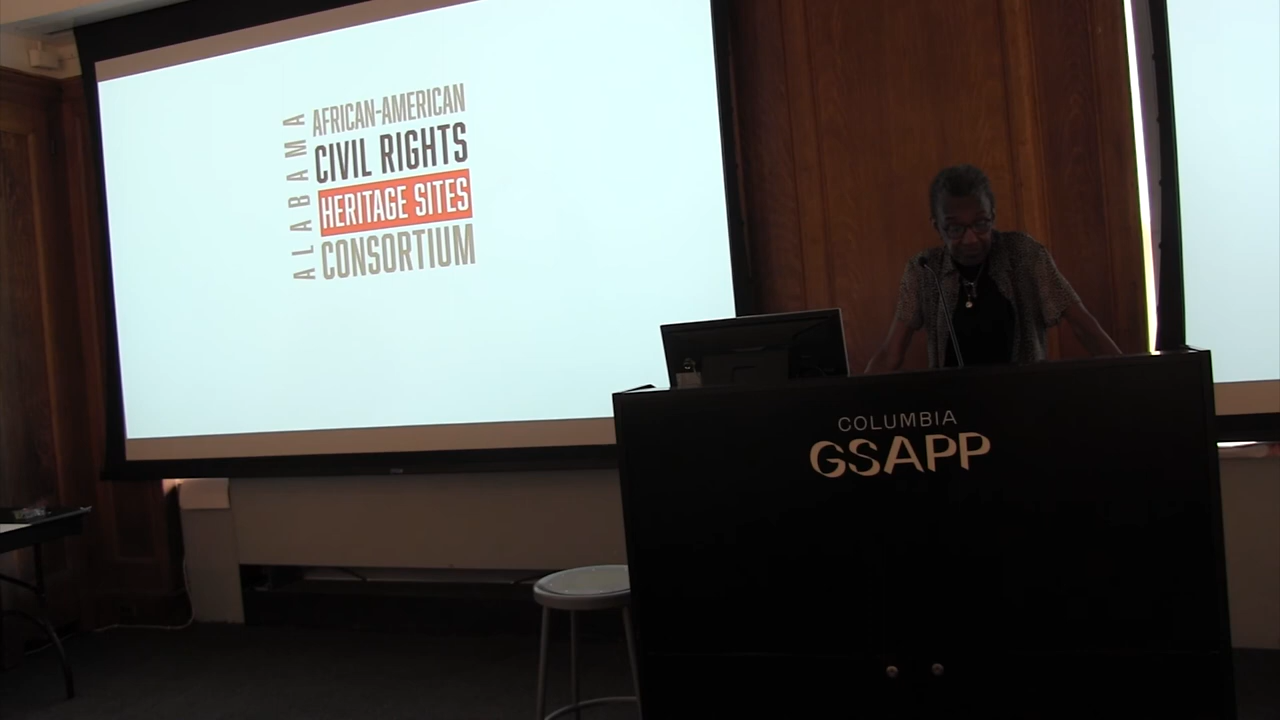 ALABAMA
AFRICAN-AMERICAN
CIVIL RIGHTS
HERITAGE SITES
CONSORTIUM
COLUMBIA
GSAPP